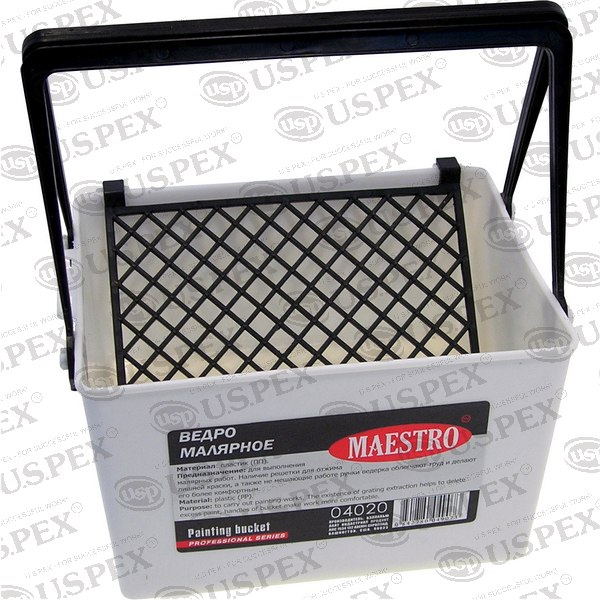 ВЕДРО
МАЛЯРНОЕ
MAESTRO
Материал: пластик (ПП).
Предназначение: для выполнения
малярных работ. Наличие решетки для отжима
лишней краски, а также не мешающие работе ручки ведерка облегчают труд и делают
его более комфортным.
Material: plastic (PP).
Purpose: to carry out painting works. The existence of grating extraction helps to delete
excess paint, handles of bucket make work more comfortable.
04020
Painting bucket
PROFESSIONAL SERIES
usp U.S.PEX ®
- FOR SUCCESSFUL WORK!